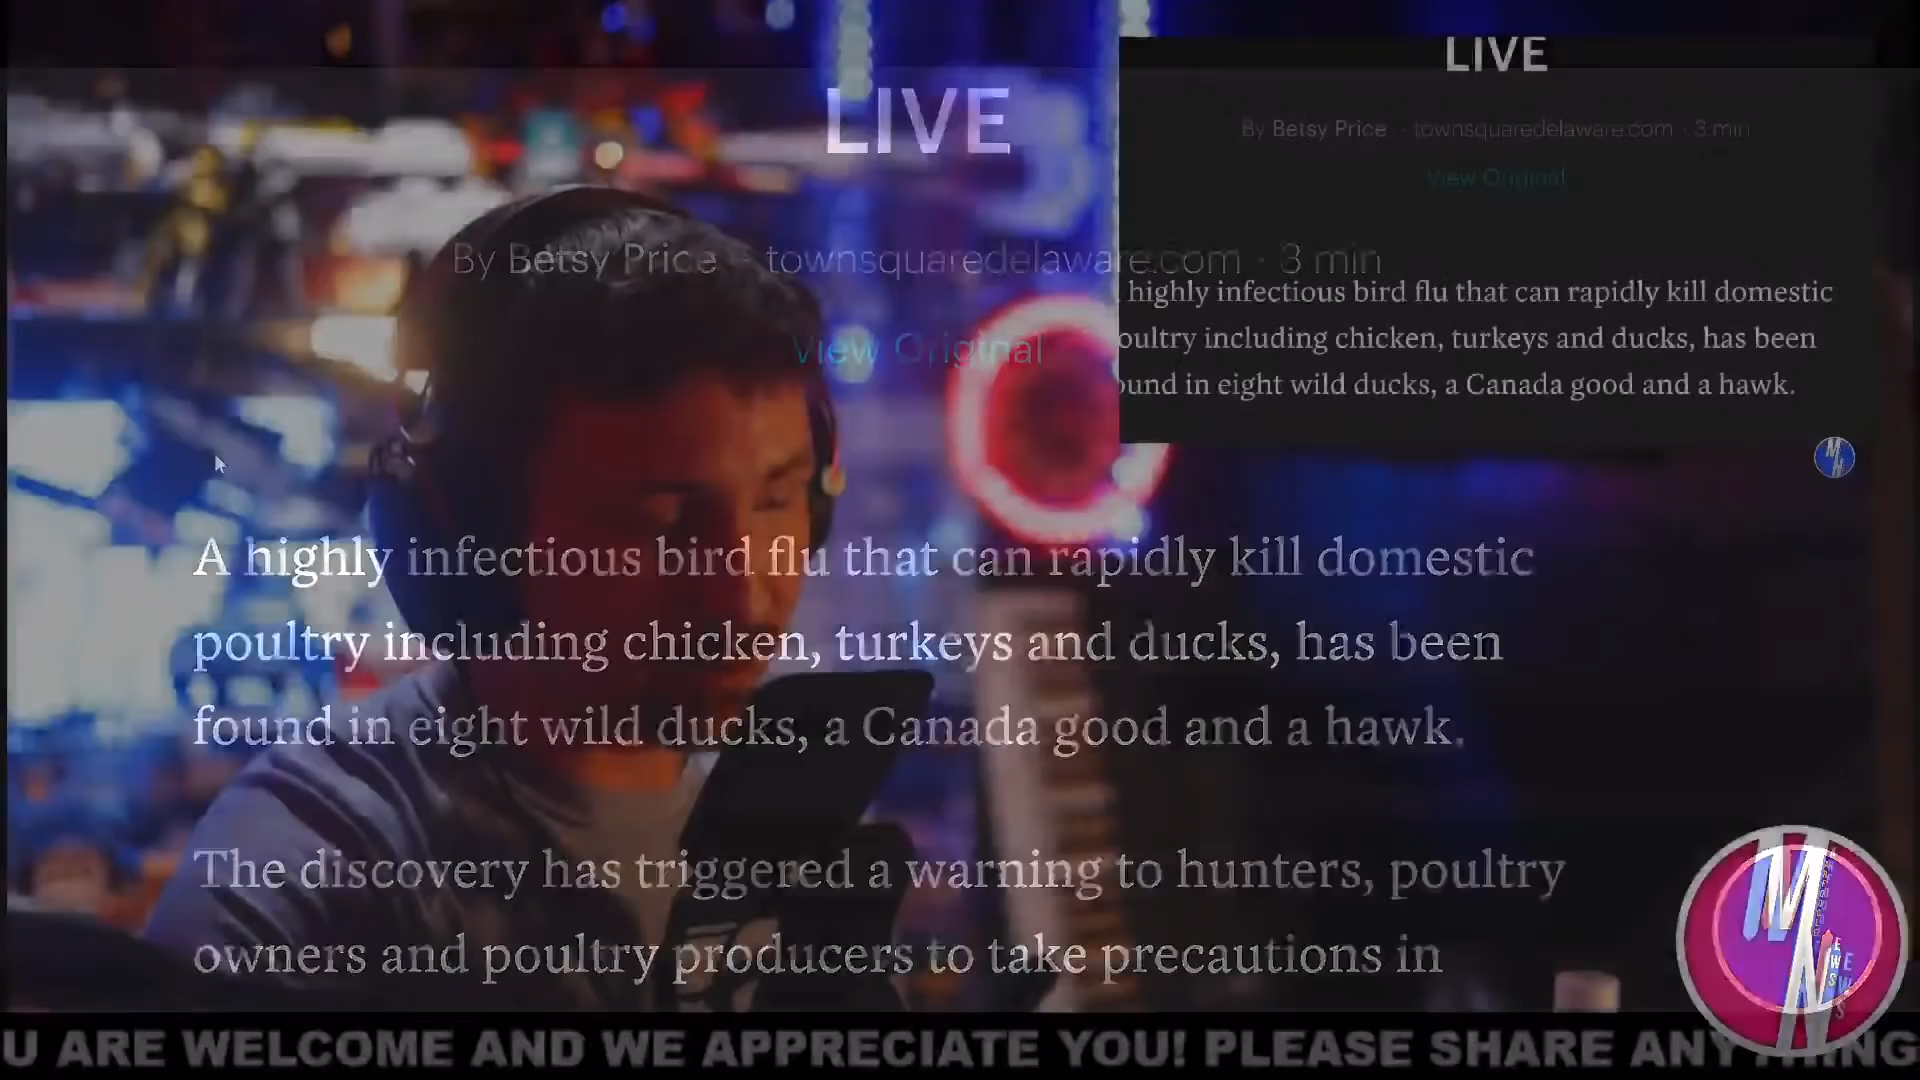 LIVE
By Betsy Price · townsquaredelaware.com · 3 min
View Original
A highly infectious bird flu that can rapidly kill domestic
poultry including chicken, turkeys and ducks, has been
found in eight wild ducks, a Canada good and a hawk.
The discovery has triggered a warning to hunters, poultry
owners and poultry producers to take precautions in
LIVE
By Betsy Price · townsquaredelaware.com · 3 min
View Original
highly infectious bird flu that can rapidly kill domestic
oultry including chicken, turkeys and ducks, has been
ound in eight wild ducks, a Canada good and a hawk.
U ARE WELCOME AND WE APPRECIATE YOU! PLEASE SHARE ANYTHING